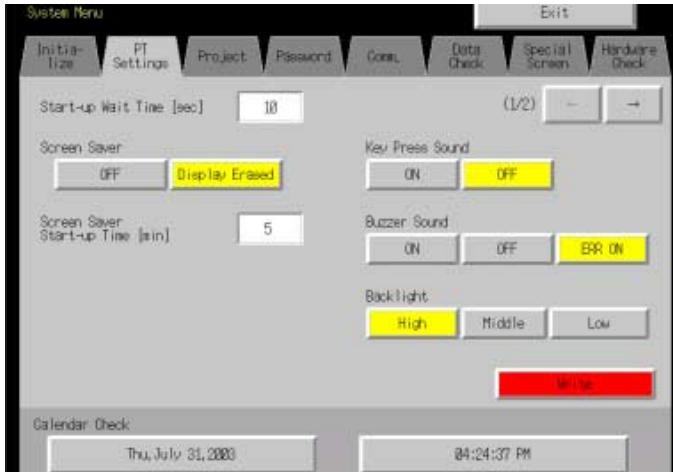 System Menu
Exit
Initia-
lize
PT
Settings
Project
Password
Comm.
Data
Check
Special
Screen
Hardware
Check
Start-up Wait Time [sec]
10
(1/2)
←
→
Screen Saver
OFF
Display Erased
Key Press Sound
ON
OFF
Screen Saver
Start-up Time [min]
5
Buzzer Sound
ON
OFF
ERR ON
Backlight
High
Middle
Low
Write
Calendar Check
Thu,July 31,2003
04:24:37 PM